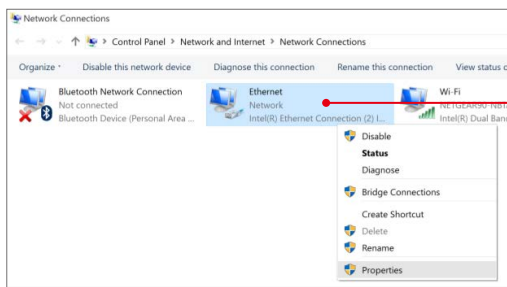 Network Connections
Control Panel > Network and Internet > Network Connections
Organize Disable this network device Diagnose this connection Rename this connection View status o
Bluetooth Network Connection
Not connected
Bluetooth Device (Personal Area ...
Ethernet
Network
Intel(R) Ethernet Connection (2) I...
Wi-Fi
Intel(R) Dual Ban
Disable
Status
Diagnose
Bridge Connections
Create Shortcut
Delete
Rename
Properties